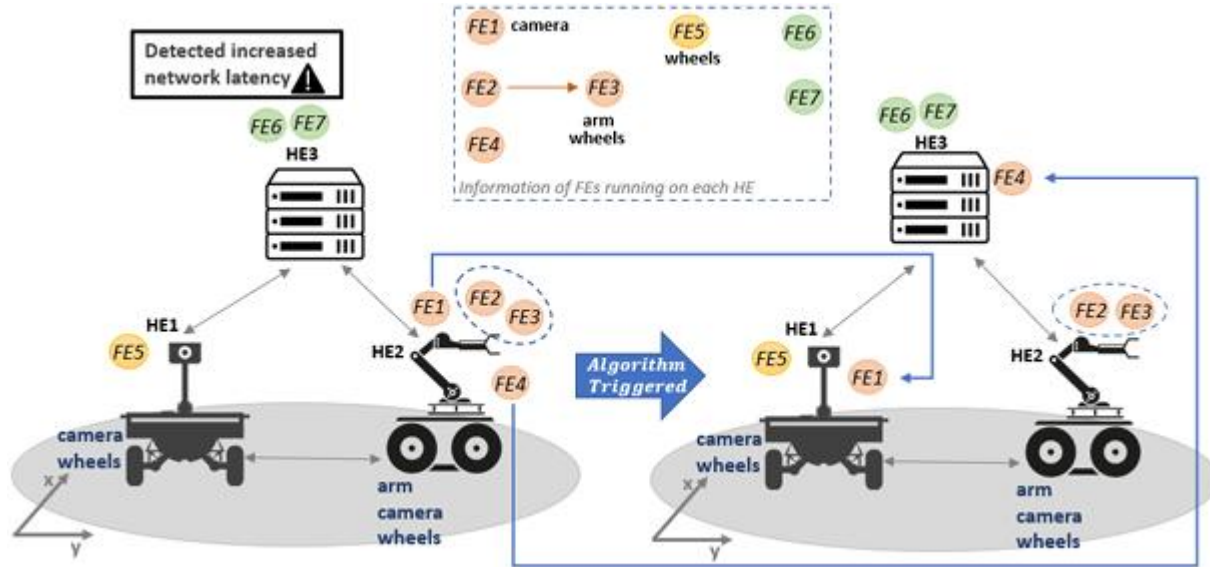 Detected increased
network latency
FE6 FE7
HE3
FE1 camera
FE5
wheels
FE6
FE2
FE3
arm
wheels
FE7
FE4
Information of FEs running on each HE
FE6 FE7
HE3
FE4
FE1
FE2
FE3
HE1
FE5
HE2
FE4
camera
wheels
arm
camera
wheels
x
y
Algorithm
Triggered
HE1
FE5
FE1
FE2 FE3
HE2
camera
wheels
arm
camera
wheels
x
y